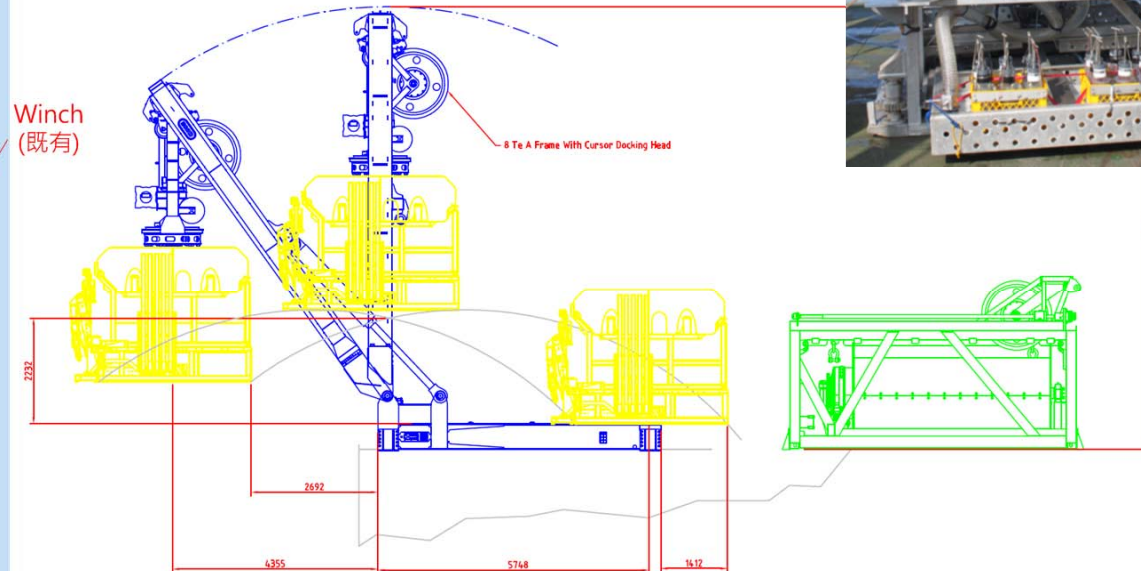 Winch
(既有)
8 Te A Frame With Cursor Docking Head
2232
2692
4355
5748
1412